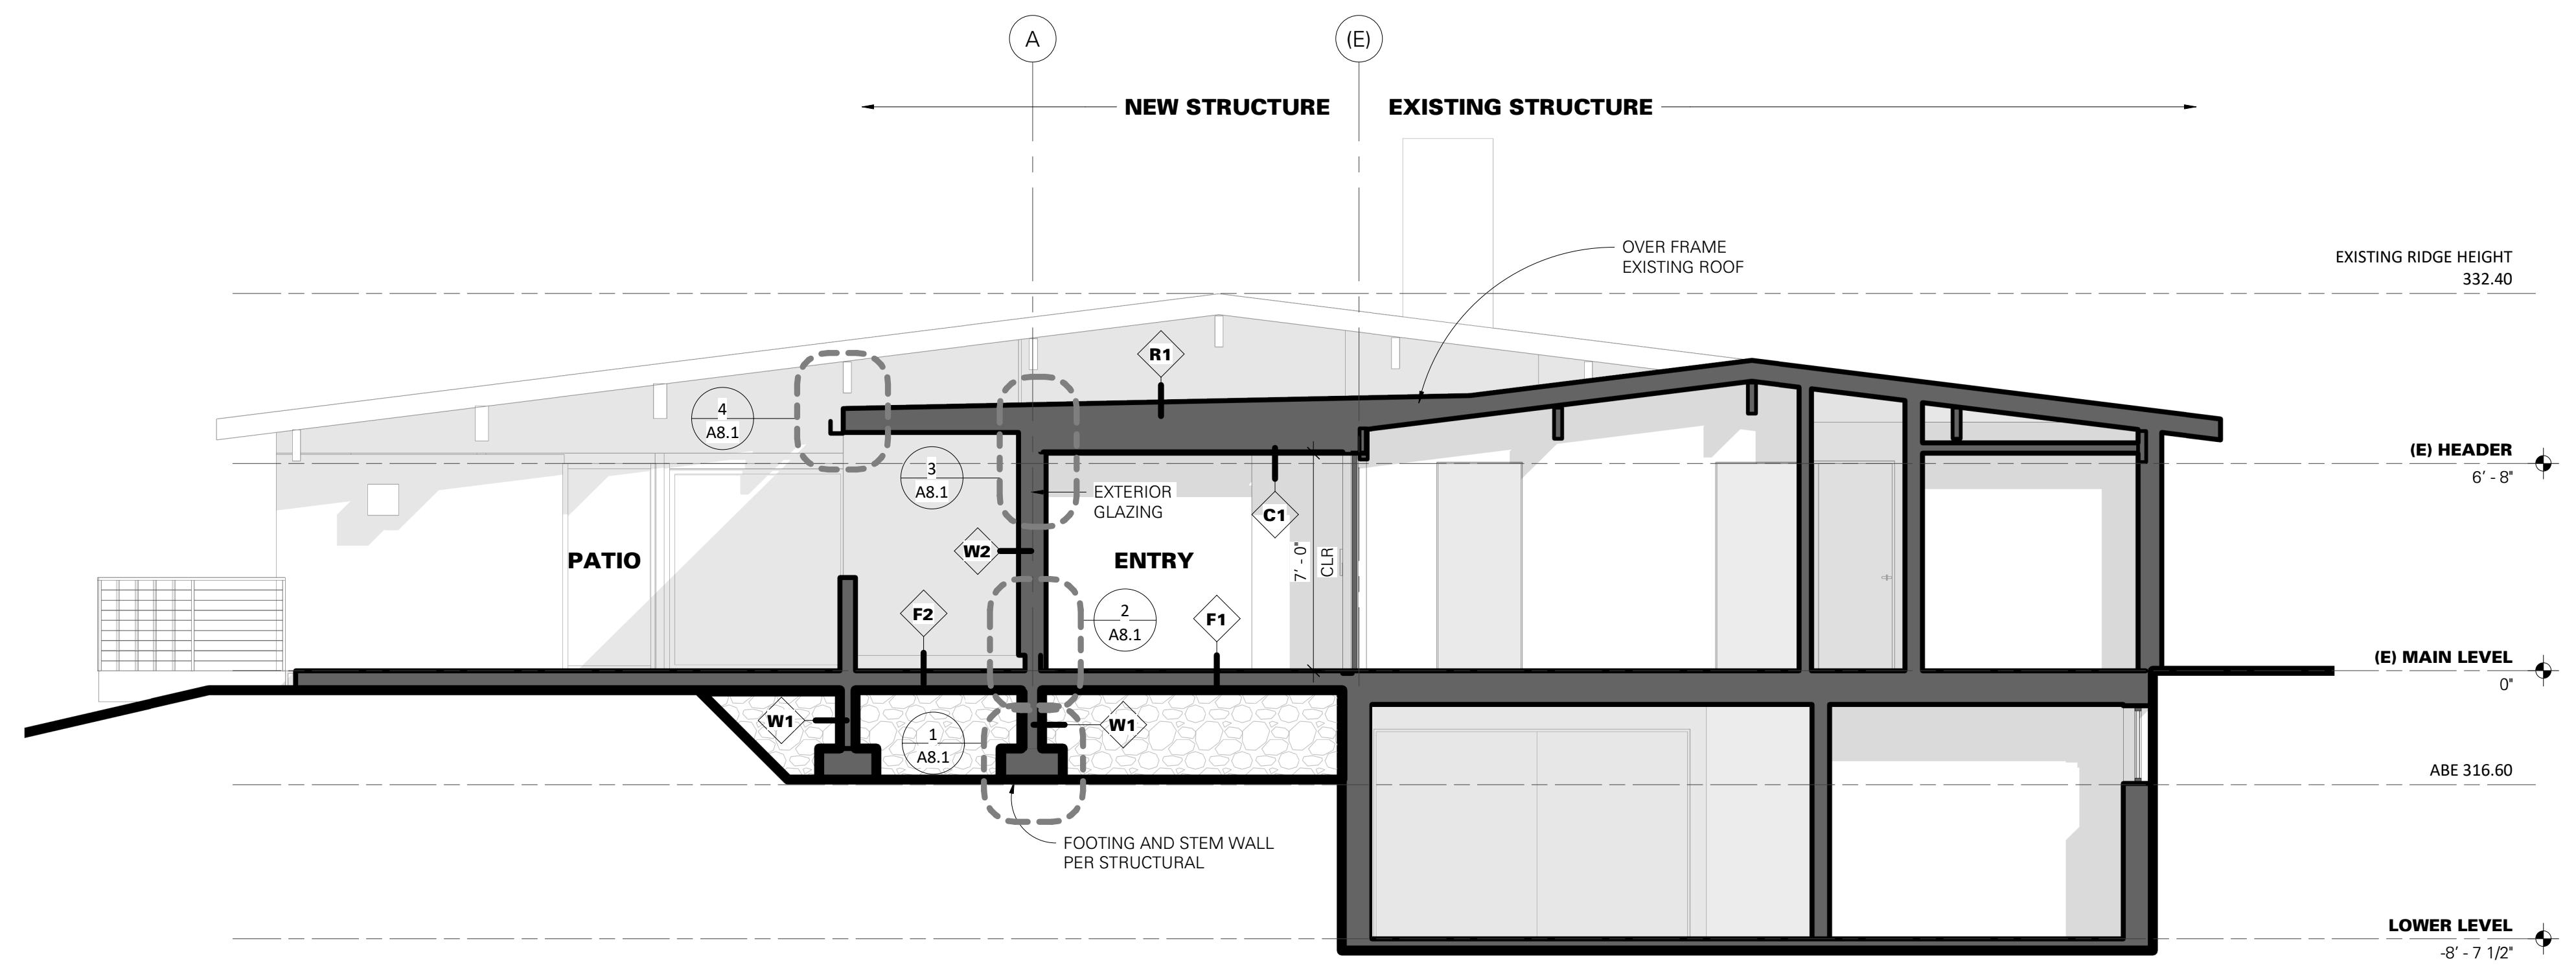 A
(E)
NEW STRUCTURE
EXISTING STRUCTURE
OVER FRAME
EXISTING ROOF
EXISTING RIDGE HEIGHT
332.40
R1
4
A8.1
3
A8.1
(E) HEADER
6' - 8"
EXTERIOR
GLAZING
C1
W2
PATIO
ENTRY
7' - 0"
CLR
F2
2
A8.1
F1
(E) MAIN LEVEL
0"
W1
1
A8.1
W1
ABE 316.60
FOOTING AND STEM WALL
PER STRUCTURAL
LOWER LEVEL
-8' - 7 1/2"